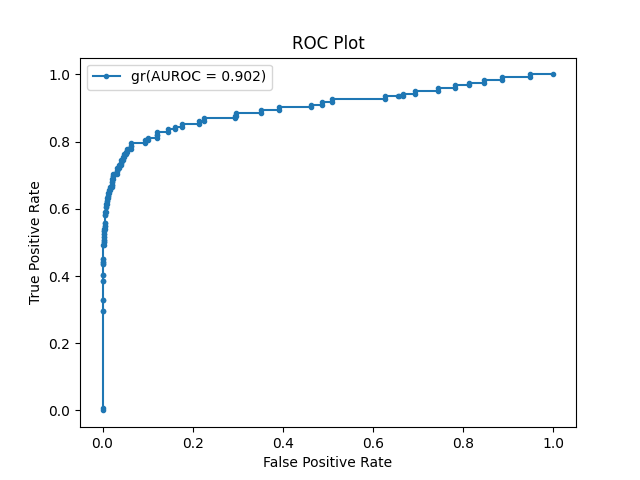 ROC Plot
gr(AUROC = 0.902)
True Positive Rate
1.0
0.8
0.6
0.4
0.2
0.0
0.0 0.2 0.4 0.6 0.8 1.0
False Positive Rate